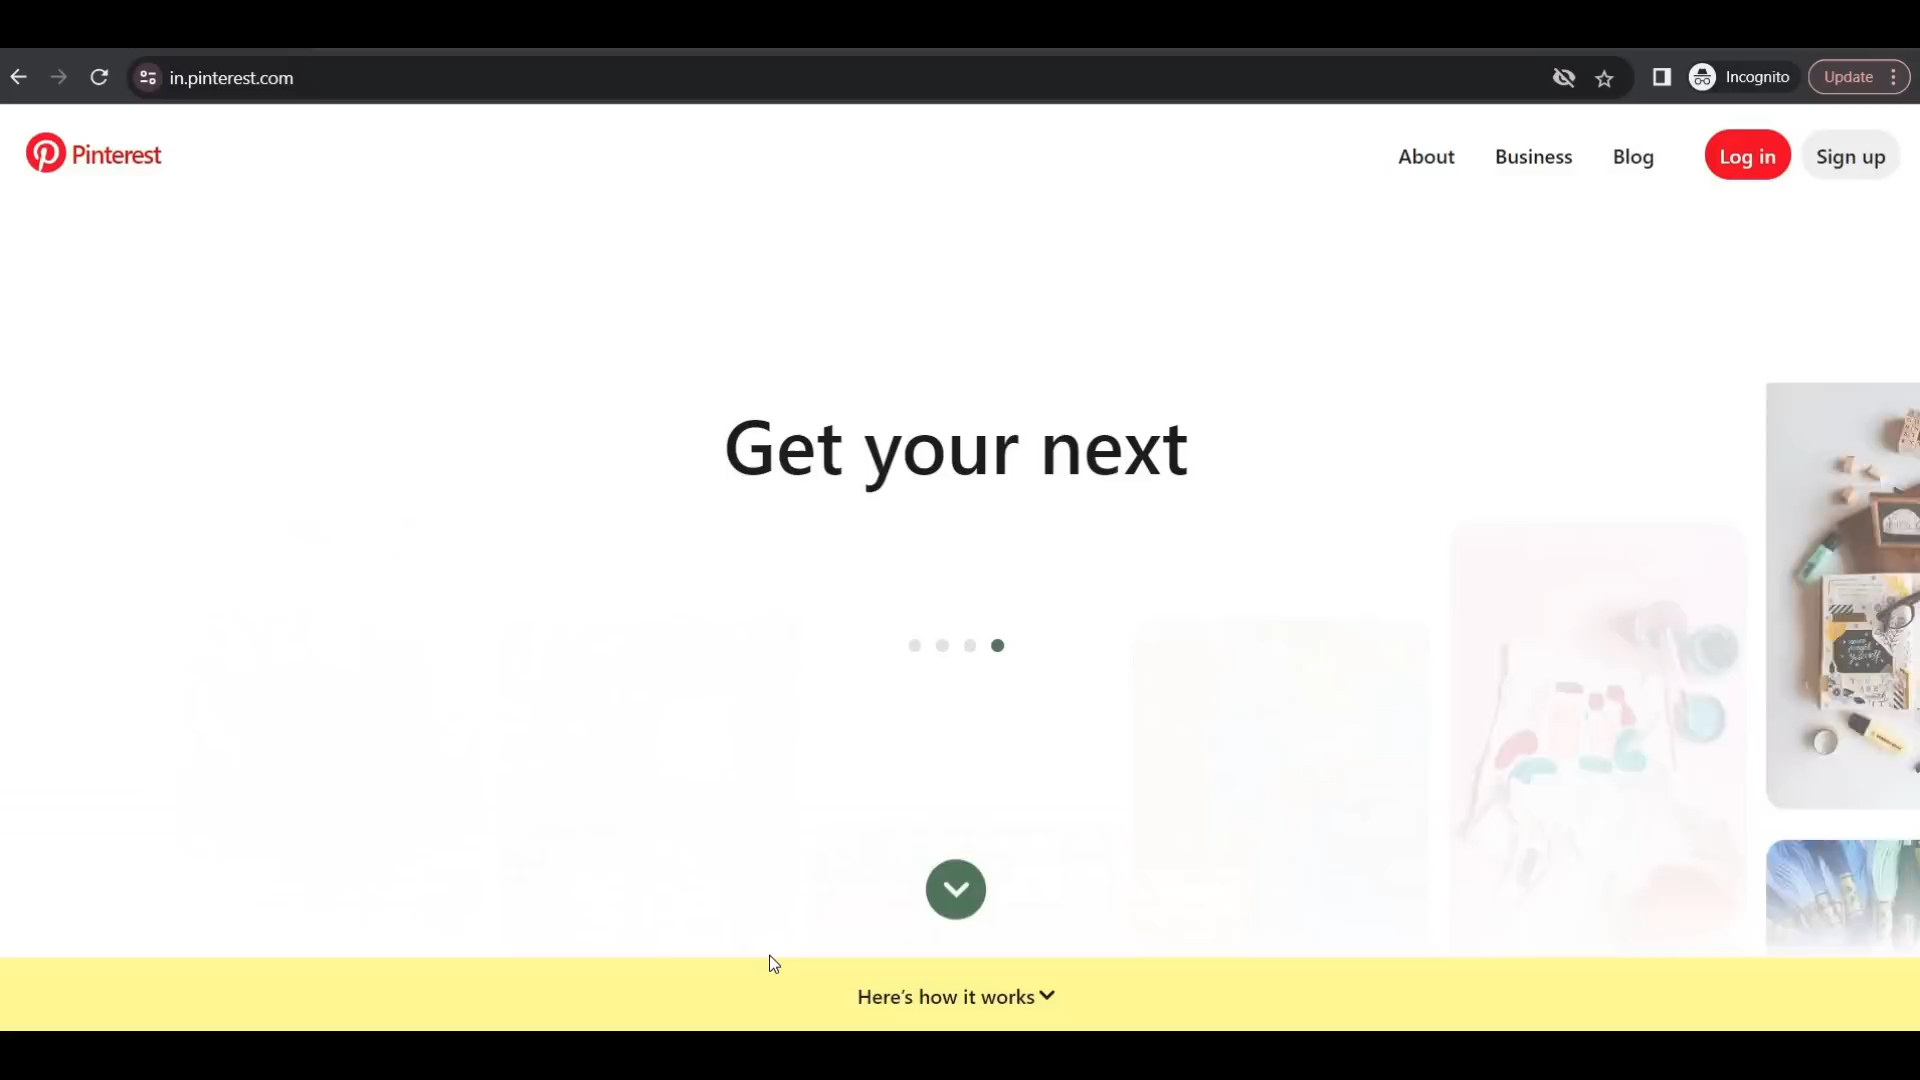 in.pinterest.com
Incognito
Update
Pinterest
About
Business
Blog
Log in
Sign up
Get your next
Here’s how it works